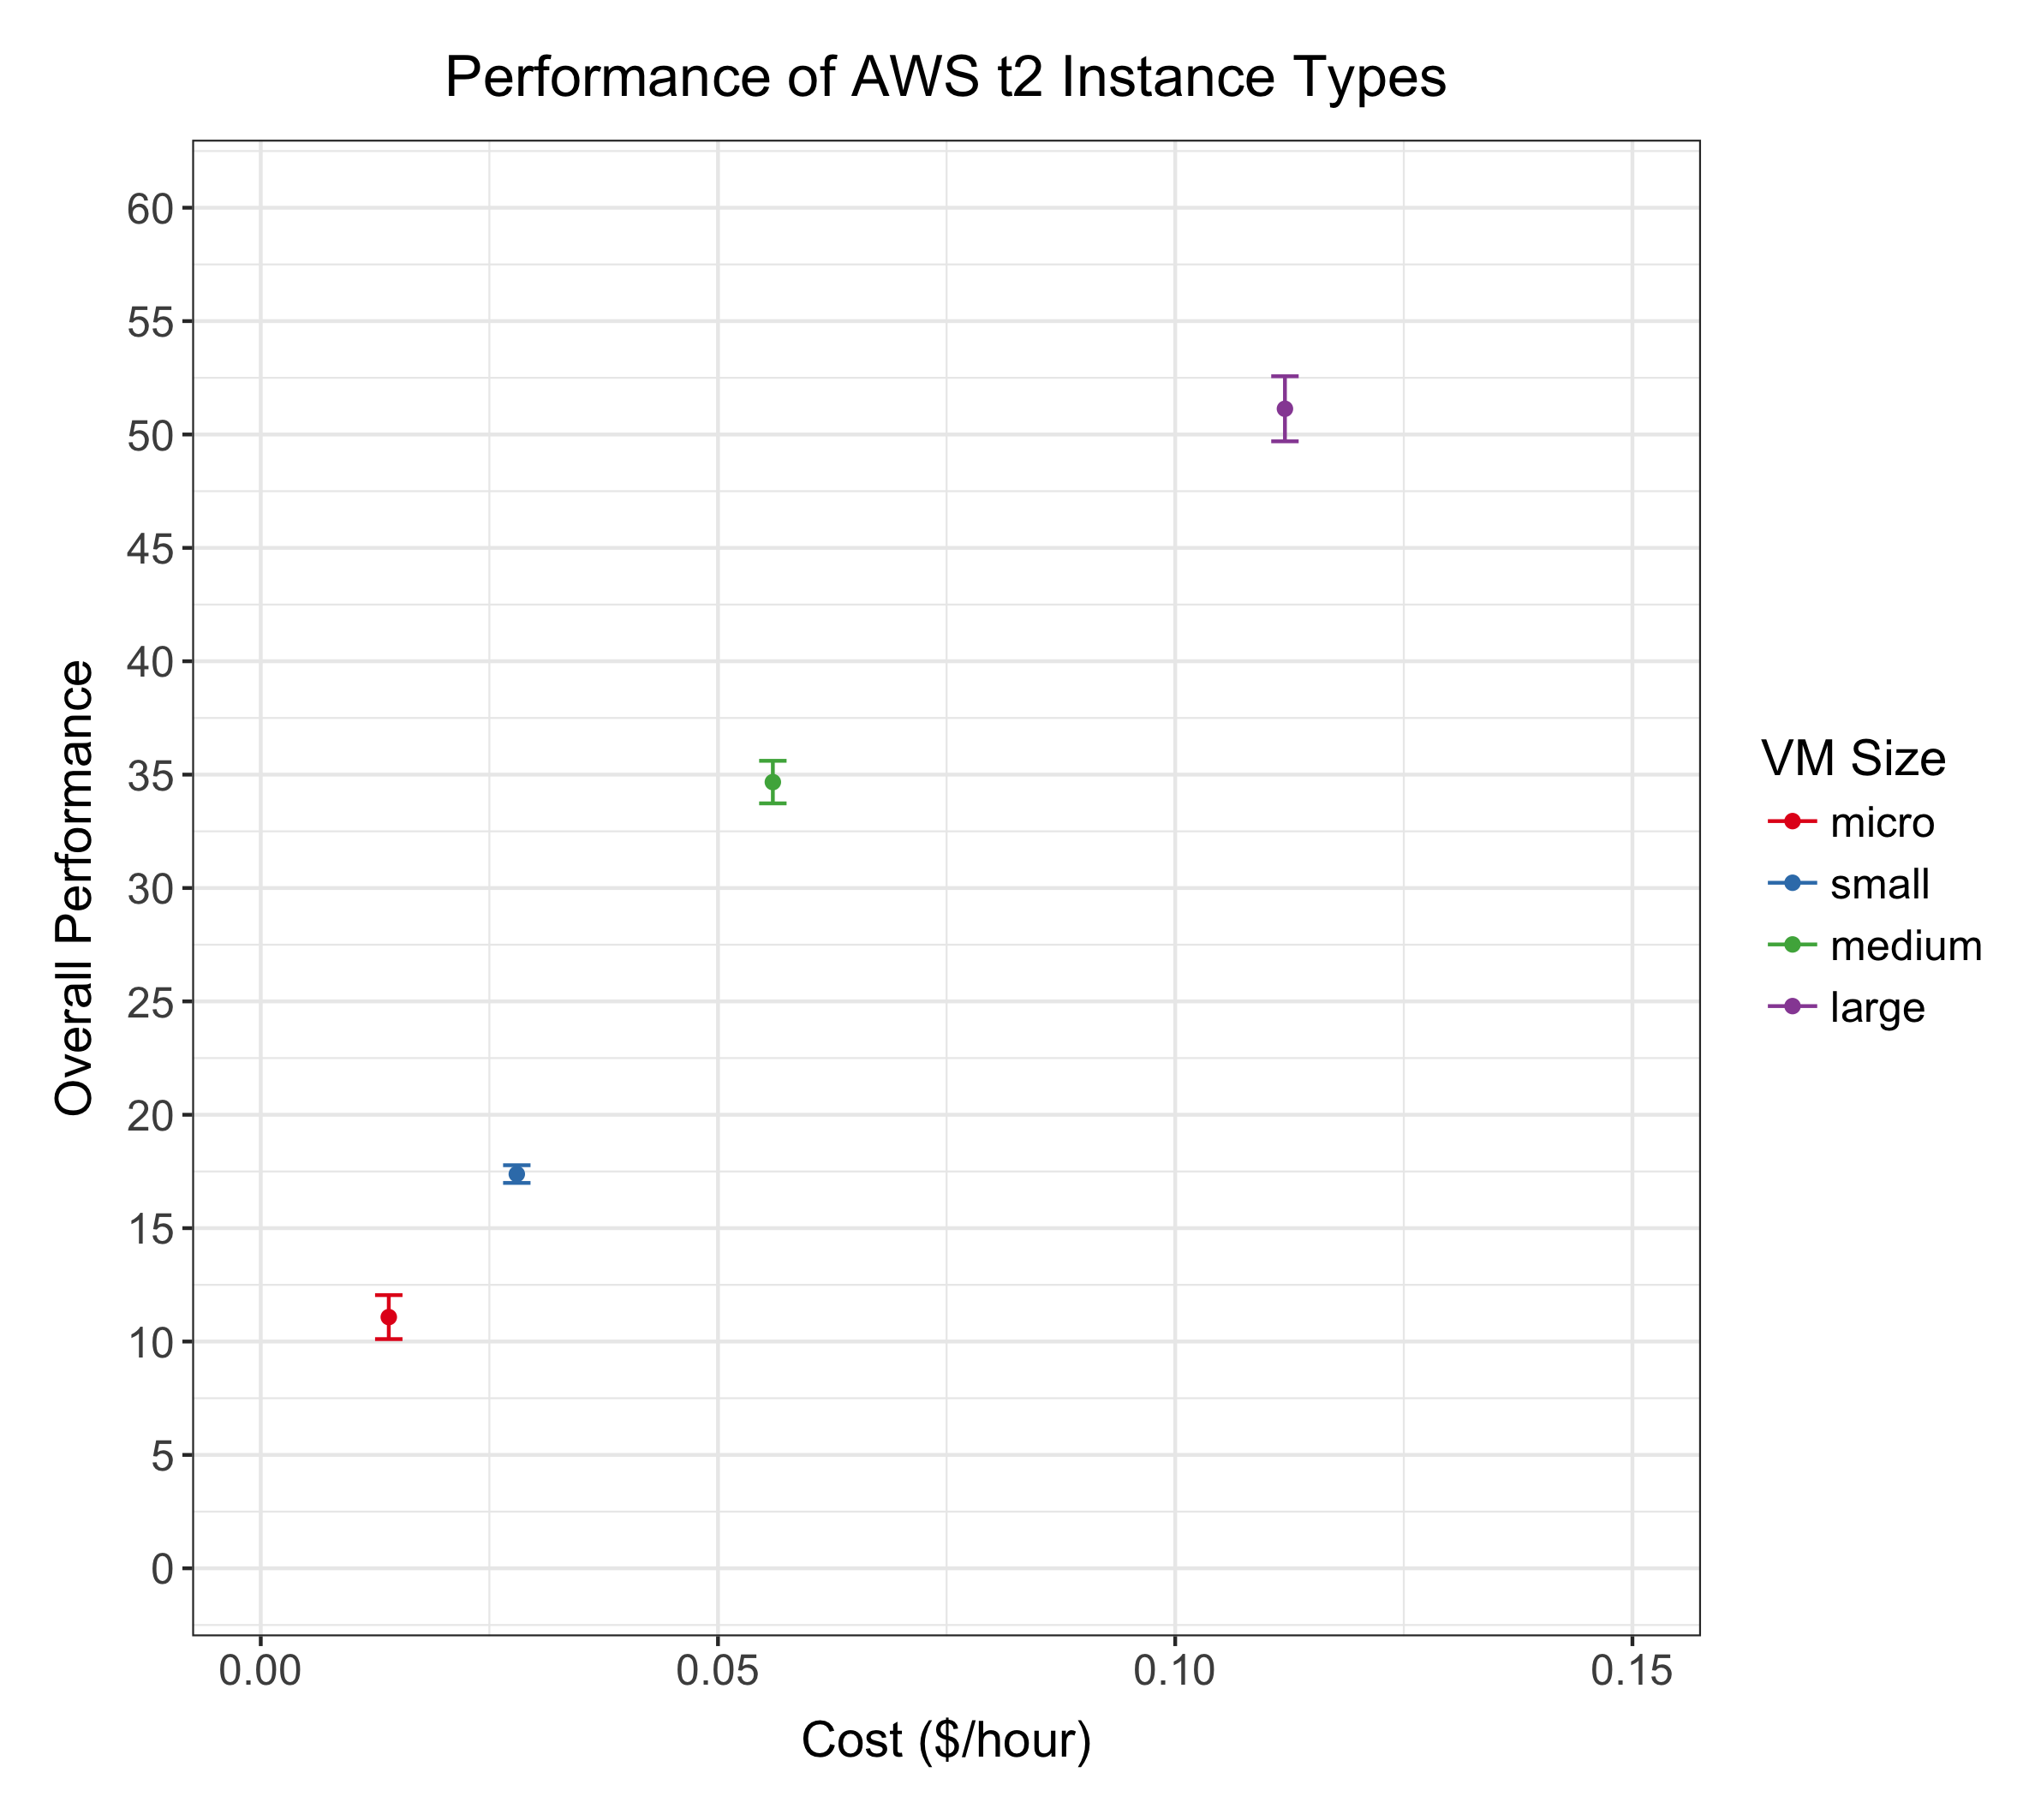 Performance of AWS t2 Instance Types
Overall Performance
60
55
50
45
40
35
30
25
20
15
10
5
0
0.00 0.05 0.10 0.15
Cost ($/hour)
VM Size
micro
small
medium
large